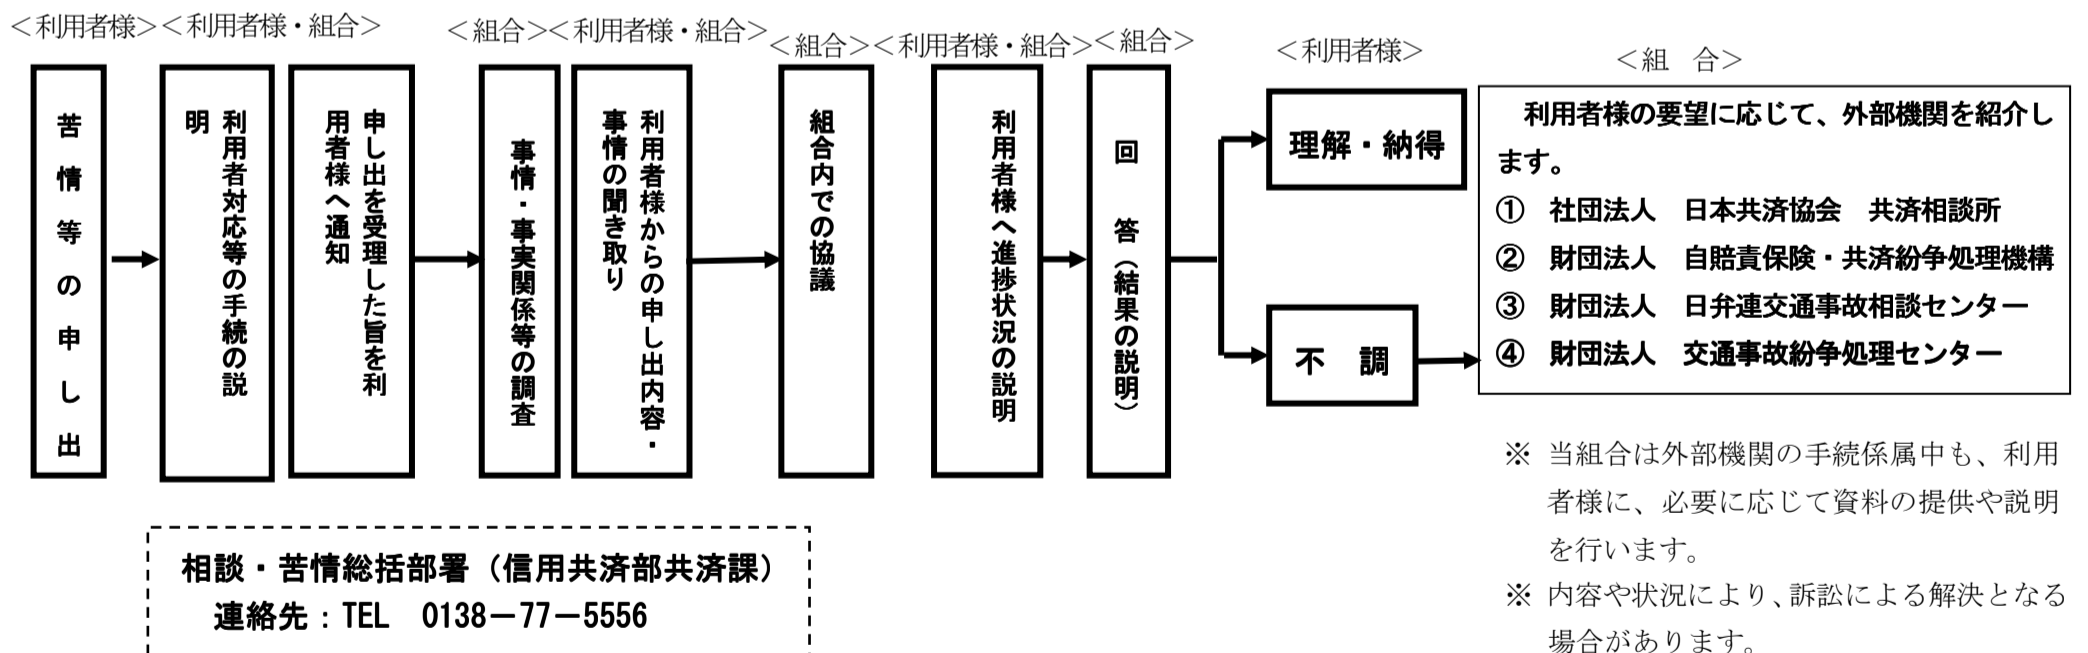 ＜利用者様＞
＜利用者様・組合＞
＜組合＞
＜利用者様・組合＞
＜組合＞
＜利用者様・組合＞
＜組合＞
＜利用者様＞
＜組　合＞
苦情等の申し出
利用者対応等の手続の説
明
申し出を受理した旨を利
用者様へ通知
事情・事実関係等の調査
利用者様からの申し出内容・
事情の聞き取り
組合内での協議
利用者様へ進捗状況の説明
回　答（結果の説明）
理解・納得
不　調
利用者様の要望に応じて、外部機関を紹介し
ます。
①　社団法人　日本共済協会　共済相談所
②　財団法人　自賠責保険・共済紛争処理機構
③　財団法人　日弁連交通事故相談センター
④　財団法人　交通事故紛争処理センター
※ 当組合は外部機関の手続係属中も、利用
者様に、必要に応じて資料の提供や説明
を行います。
※ 内容や状況により、訴訟による解決となる
場合があります。
相談・苦情総括部署（信用共済部共済課）
連絡先：TEL　0138－77－5556